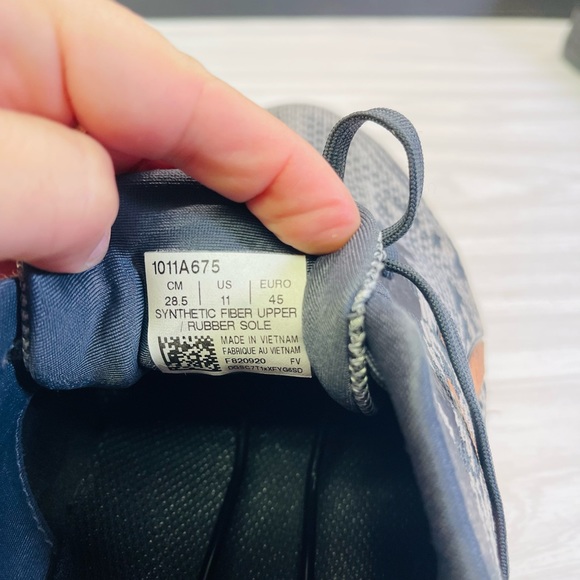 1011A675
CM US EURO
28.5 11 45
SYNTHETIC FIBER UPPER
/ RUBBER SOLE
MADE IN VIETNAM
FABRIQUE AU VIETNAM
FB20920 FV